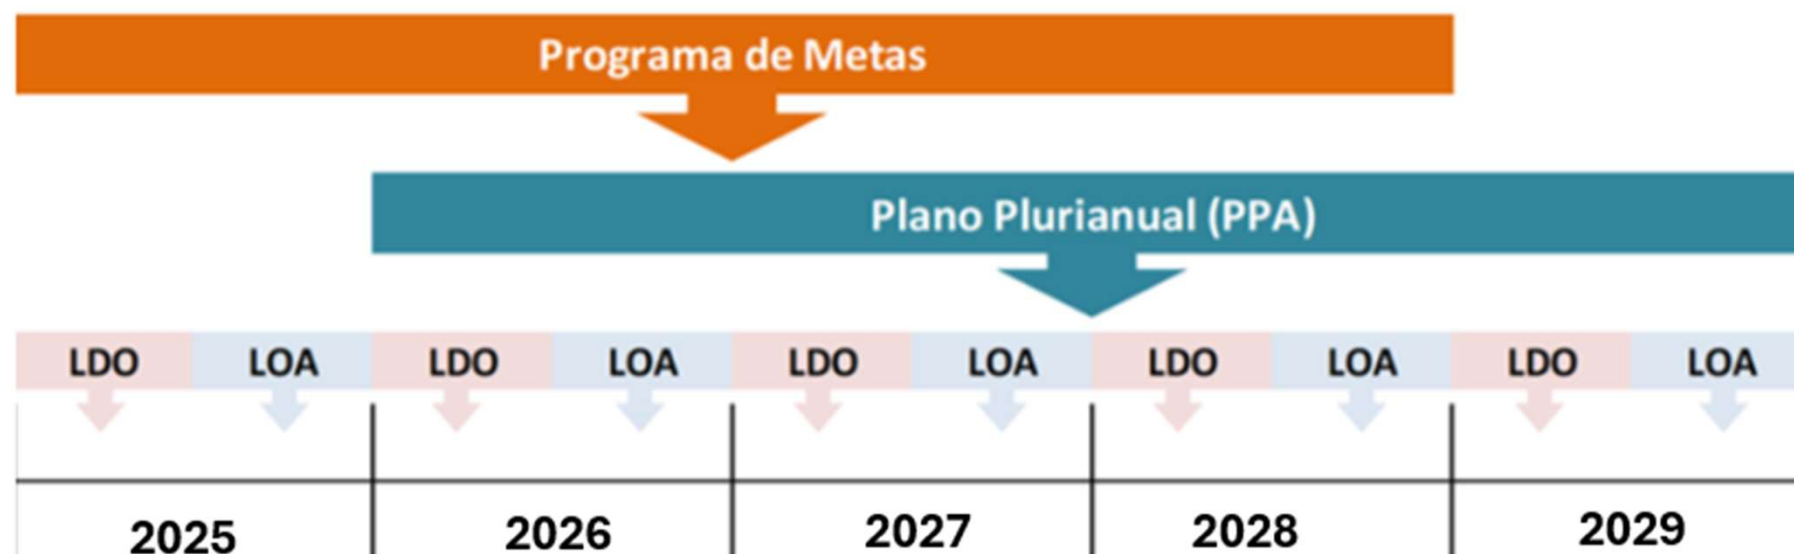 Programa de Metas
Plano Plurianual (PPA)
LDO LOA LDO LOA LDO LOA LDO LOA LDO LOA
2025 2026 2027 2028 2029